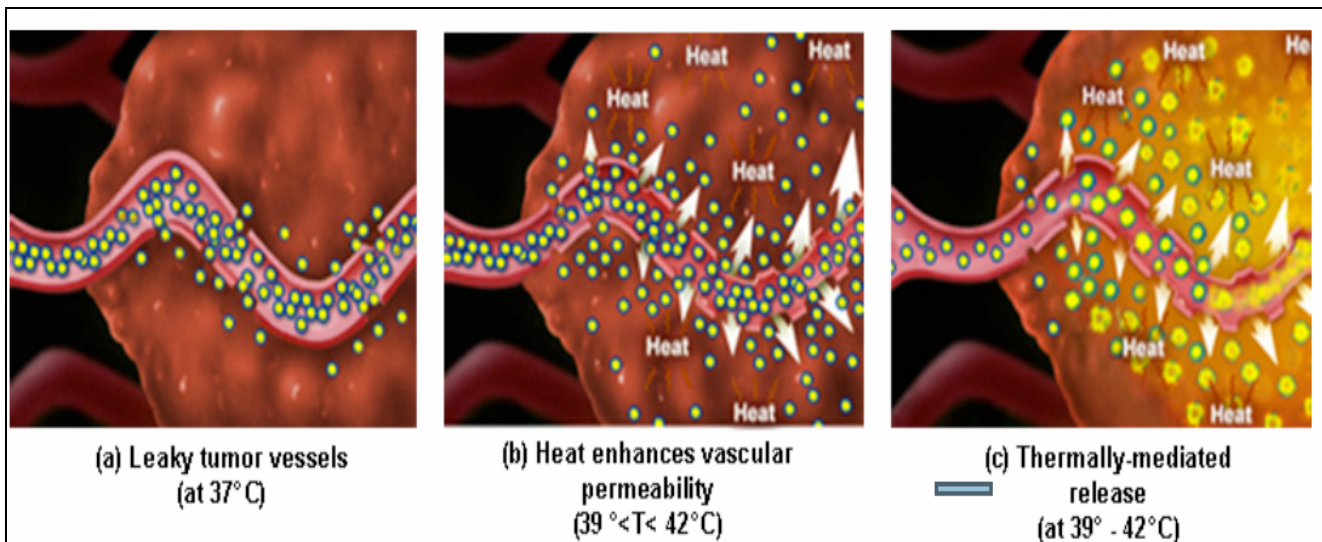 Heat
Heat
Heat
Heat
Heat
Heat
Heat
Heat
Heat
Heat
Heat
(a) Leaky tumor vessels
(at 37°C)
(b) Heat enhances vascular
permeability
(39 °<T< 42°C)
(c) Thermally-mediated
release
(at 39° - 42°C)